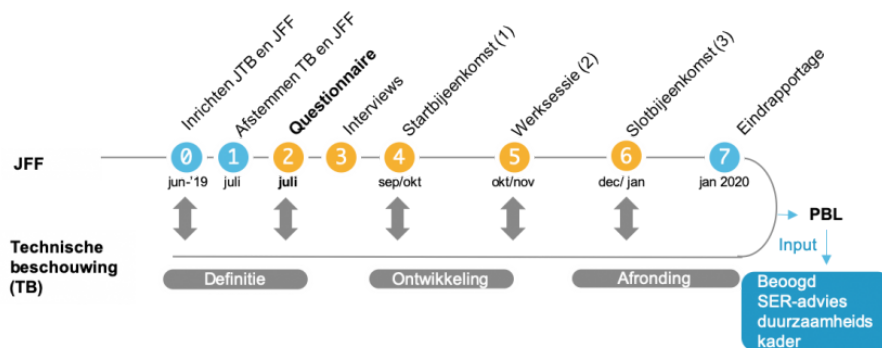 Inrichten JTB en JFF
Afstemmen TB en JFF
Questionnaire
Interviews
Startbijeenkomst (1)
Werksessie (2)
Slotbijeenkomst (3)
Eindrapportage
JFF
0
1
2
3
4
5
6
7
jun-'19
juli
juli
sep/okt
okt/nov
dec/ jan
jan 2020
PBL
Input
Technische
beschouwing
(TB)
Definitie
Ontwikkeling
Afronding
Beoogd
SER-advies
duurzaamheids
kader